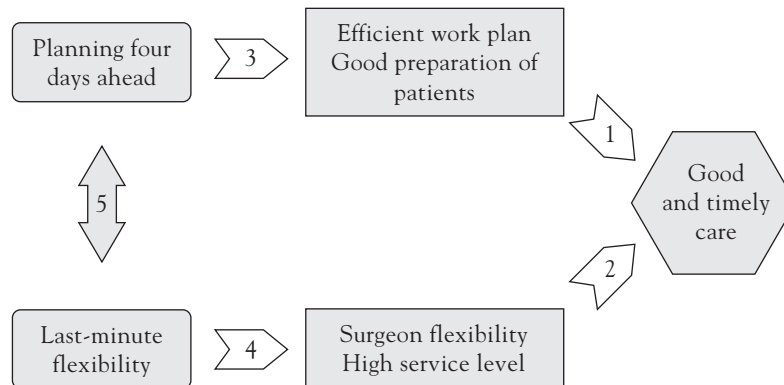 Planning four
days ahead
3
Efficient work plan
Good preparation of
patients
1
Good
and timely
care
5
2
Last-minute
flexibility
4
Surgeon flexibility
High service level